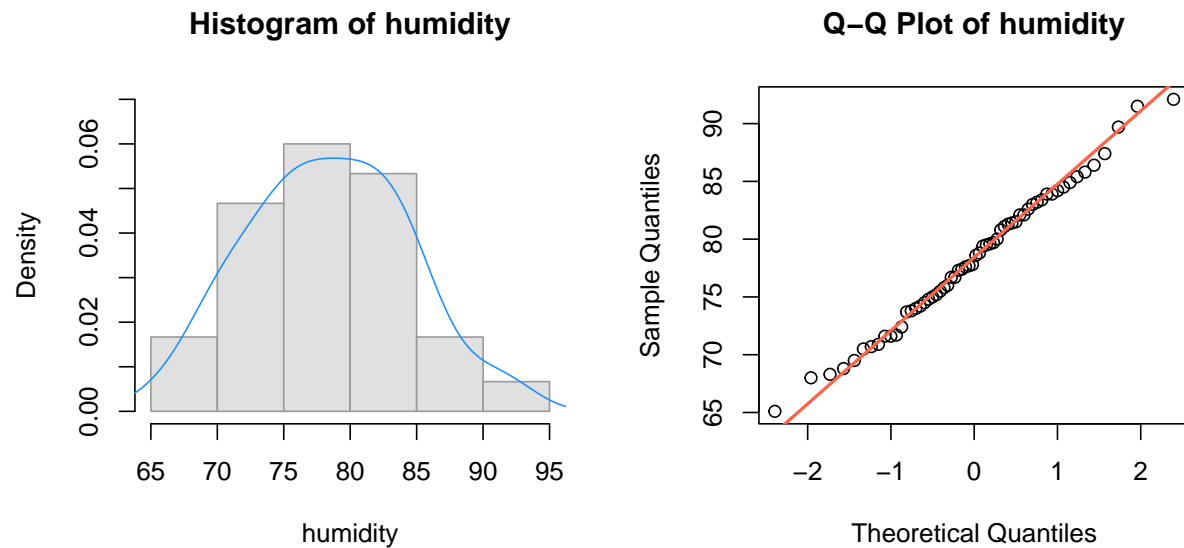 Histogram of humidity
Density
0.00
0.02
0.04
0.06
65 70 75 80 85 90 95
humidity
Q−Q Plot of humidity
Sample Quantiles
65
70
75
80
85
90
−2 −1 0 1 2
Theoretical Quantiles